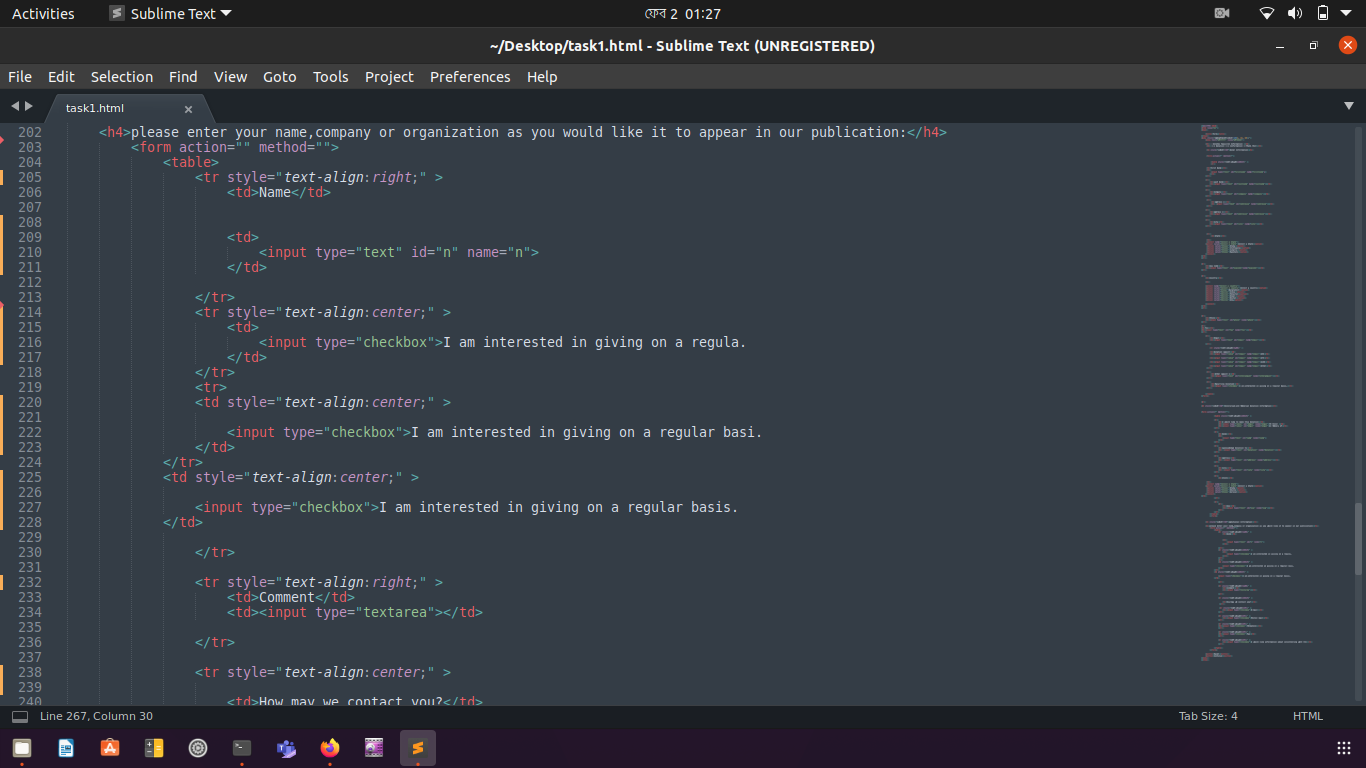 Activities Sublime Text ফেব 2 01:27
~/Desktop/task1.html - Sublime Text (UNREGISTERED)
File Edit Selection Find View Goto Tools Project Preferences Help
task1.html
202 <h4>please enter your name,company or organization as you would like it to appear in our publication:</h4>
203 <form action="" method="">
204 <table>
205 <tr style="text-align:right;" >
206 <td>Name</td>
207
208
209 <td>
210 <input type="text" id="n" name="n">
211 </td>
212
213 </tr>
214 <tr style="text-align:center;" >
215 <td>
216 <input type="checkbox">I am interested in giving on a regula.
217 </td>
218 </tr>
219 <tr>
220 <td style="text-align:center;" >
221
222 <input type="checkbox">I am interested in giving on a regular basi.
223 </td>
224 </tr>
225 <td style="text-align:center;" >
226
227 <input type="checkbox">I am interested in giving on a regular basis.
228 </td>
229
230 </tr>
231
232 <tr style="text-align:right;" >
233 <td>Comment</td>
234 <td><input type="textarea"></td>
235
236 </tr>
237
238 <tr style="text-align:center;" >
239
240 <td>How may we contact you?</td>
Line 267, Column 30 Tab Size: 4 HTML